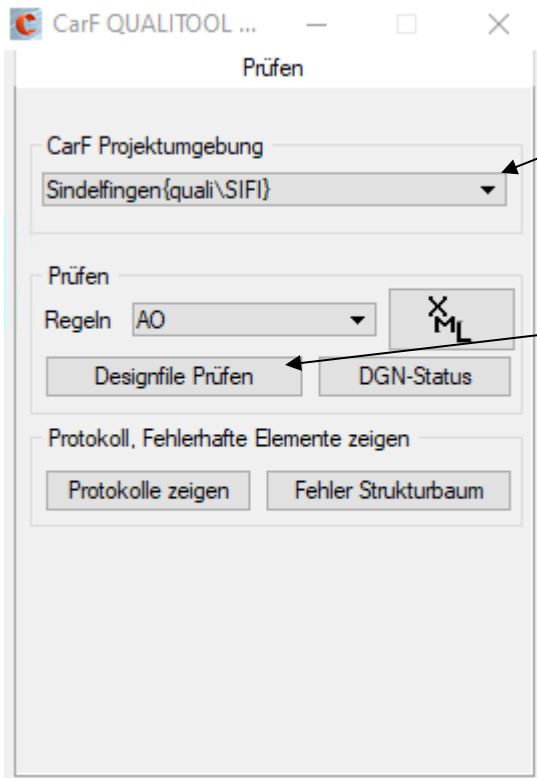 CarF QUALITOOL ...
Prüfen
CarF Projektumgebung
Sindelfingen{quali\SIFI}
Prüfen
Regeln AO XML
Designfile Prüfen DGN-Status
Protokoll, Fehlerhafte Elemente zeigen
Protokolle zeigen Fehler Strukturbaum